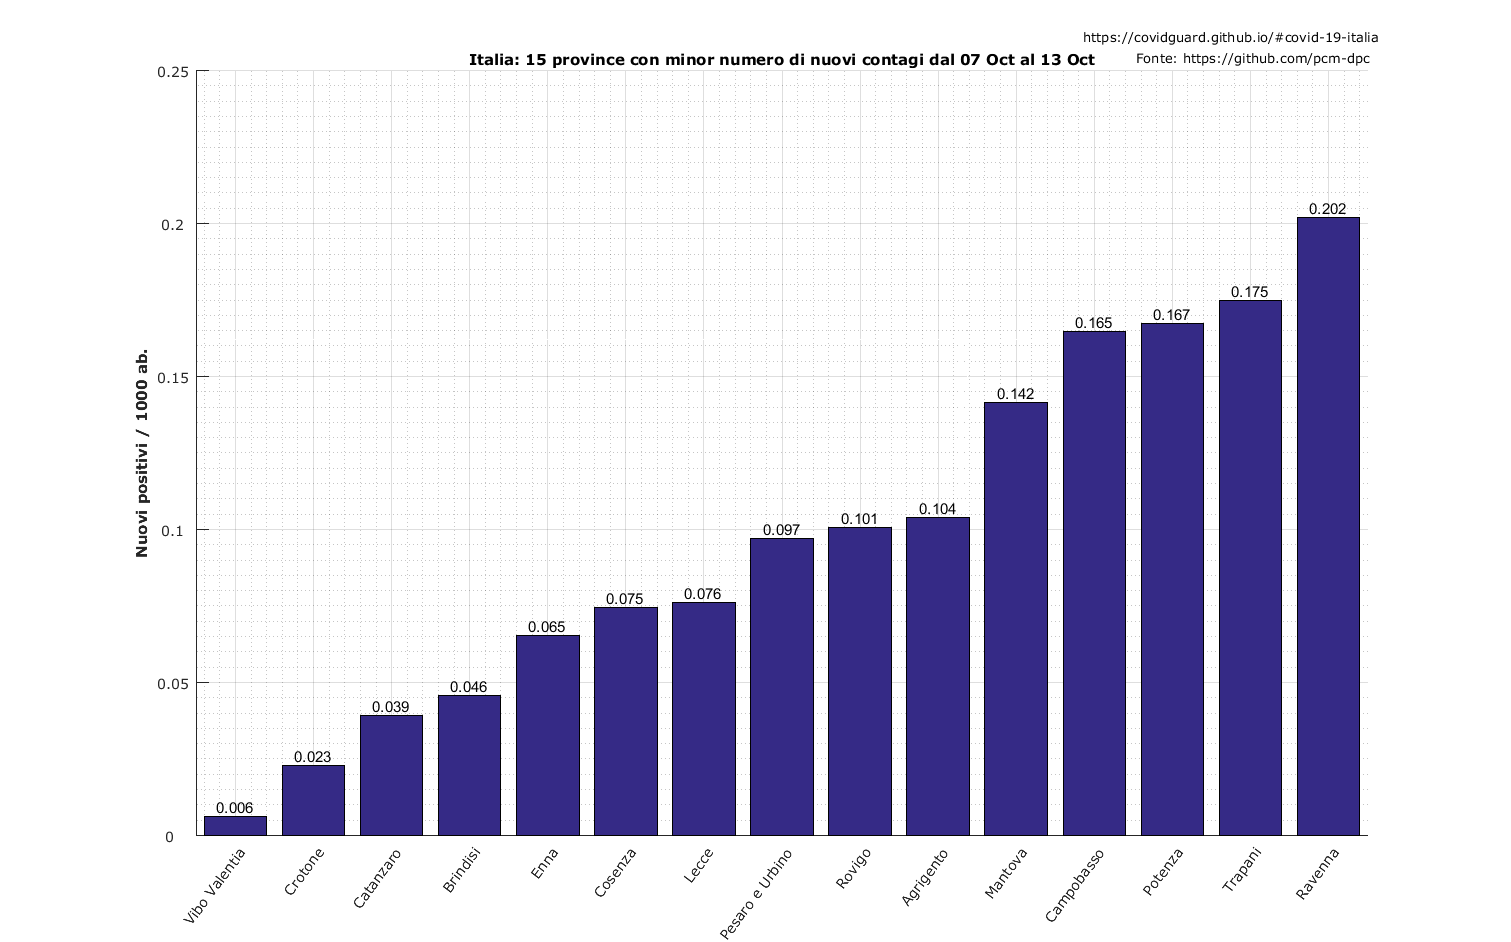 https://covidguard.github.io/#covid-19-italia
Italia: 15 province con minor numero di nuovi contagi dal 07 Oct al 13 Oct
Fonte: https://github.com/pcm-dpc
Nuovi positivi / 1000 ab.
0.25
0.2
0.15
0.1
0.05
0
0.006
0.023
0.039
0.046
0.065
0.075
0.076
0.097
0.101
0.104
0.142
0.165
0.167
0.175
0.202
Vibo Valentia
Crotone
Catanzaro
Brindisi
Enna
Cosenza
Lecce
Pesaro e Urbino
Rovigo
Agrigento
Mantova
Campobasso
Potenza
Trapani
Ravenna